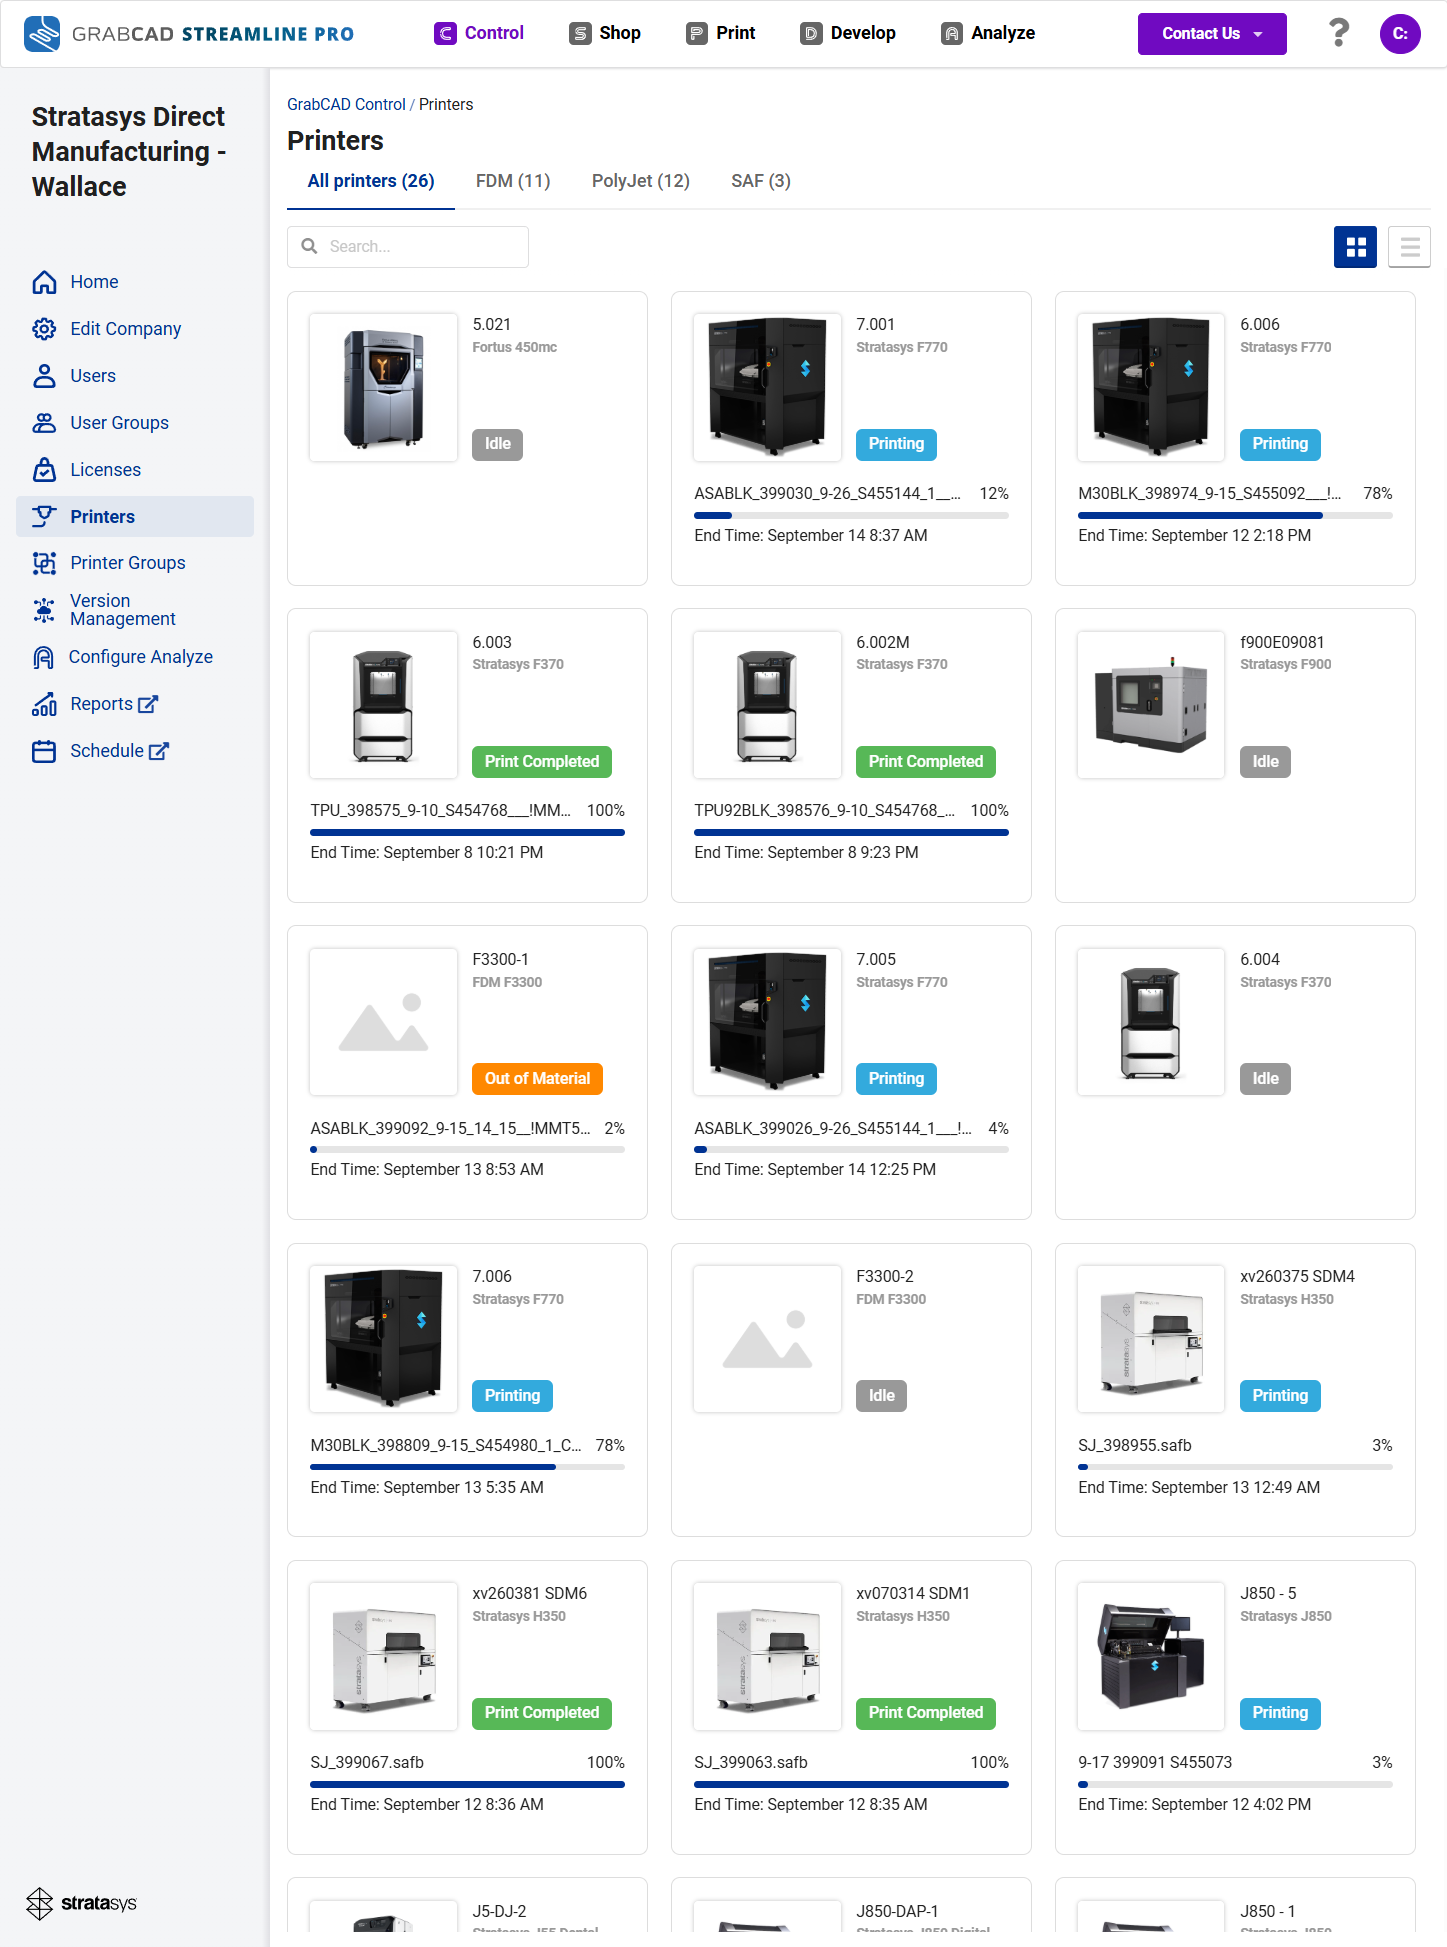 GRABCAD STREAMLINE PRO
Control
Shop
Print
Develop
Analyze
Contact Us
C:
Stratasys Direct
Manufacturing -
Wallace
Home
Edit Company
Users
User Groups
Licenses
Printers
Printer Groups
Version
Management
Configure Analyze
Reports
Schedule
stratasys
GrabCAD Control / Printers
Printers
All printers (26)
FDM (11)
PolyJet (12)
SAF (3)
Search...
5.021
Fortus 450mc
Idle
7.001
Stratasys F770
Printing
ASABLK_399030_9-26_S455144_1__... 12%
End Time: September 14 8:37 AM
6.006
Stratasys F770
Printing
M30BLK_398974_9-15_S455092___!... 78%
End Time: September 12 2:18 PM
6.003
Stratasys F370
Print Completed
TPU_398575_9-10_S454768___!MM... 100%
End Time: September 8 10:21 PM
6.002M
Stratasys F370
Print Completed
TPU92BLK_398576_9-10_S454768_... 100%
End Time: September 8 9:23 PM
f900E09081
Stratasys F900
Idle
F3300-1
FDM F3300
Out of Material
ASABLK_399092_9-15_14_15__!MMT5... 2%
End Time: September 13 8:53 AM
7.005
Stratasys F770
Printing
ASABLK_399026_9-26_S455144_1___!... 4%
End Time: September 14 12:25 PM
6.004
Stratasys F370
Idle
7.006
Stratasys F770
Printing
M30BLK_398809_9-15_S454980_1_C... 78%
End Time: September 13 5:35 AM
F3300-2
FDM F3300
Idle
xv260375 SDM4
Stratasys H350
Printing
SJ_398955.safb 3%
End Time: September 13 12:49 AM
xv260381 SDM6
Stratasys H350
Print Completed
SJ_399067.safb 100%
End Time: September 12 8:36 AM
xv070314 SDM1
Stratasys H350
Print Completed
SJ_399063.safb 100%
End Time: September 12 8:35 AM
J850 - 5
Stratasys J850
Printing
9-17 399091 S455073 3%
End Time: September 12 4:02 PM
J5-DJ-2
Stratasys J55 Dental
J850-DAP-1
Stratasys J850 Digital
J850 - 1
Stratasys J850